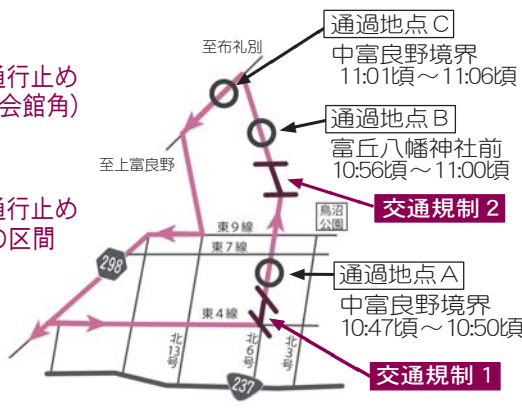 通行止め
会館角）
通行止め
の区間
至布礼別
通過地点C
中富良野境界
11:01頃～11:06頃
通過地点B
富丘八幡神社前
10:56頃～11:00頃
至上富良野
交通規制 2
鳥沼
公園
東9線
東7線
298
通過地点A
中富良野境界
10:47頃～10:50頃
東4線
北13号
北6号
北3号
交通規制 1
237